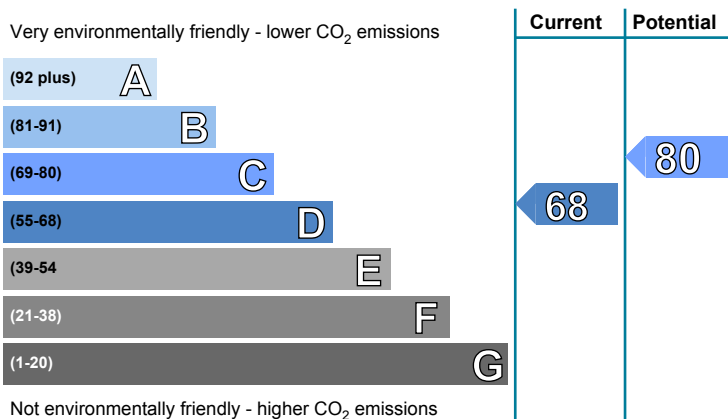 Very environmentally friendly - lower CO2 emissions
Current
Potential
(92 plus) A
(81-91) B
(69-80) C
80
(55-68) D
68
(39-54 E
(21-38) F
(1-20) G
Not environmentally friendly - higher CO2 emissions